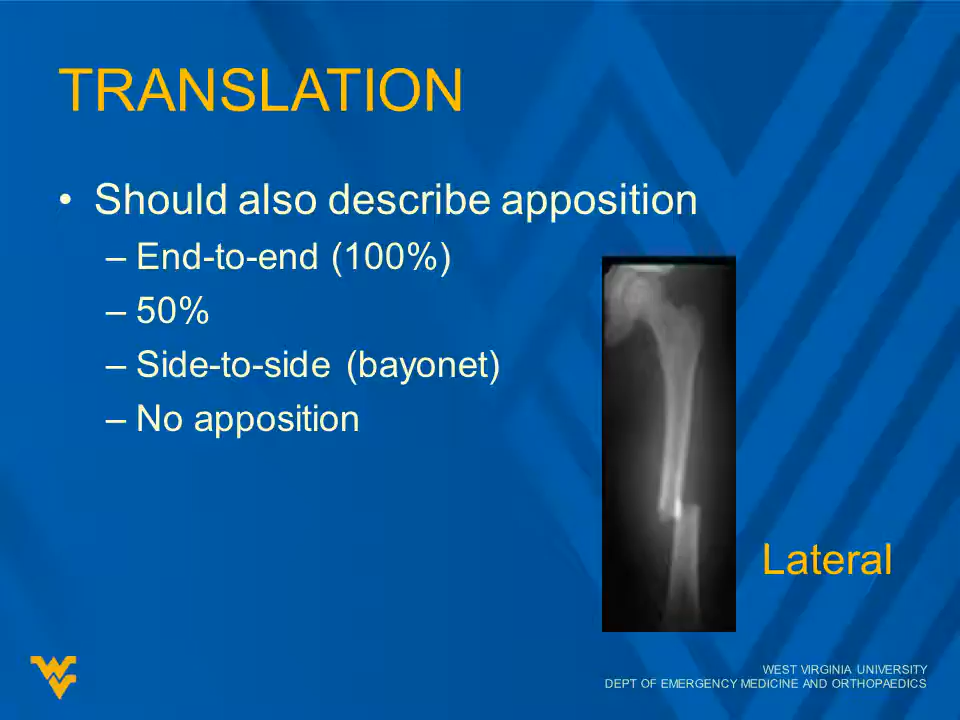 TRANSLATION
• Should also describe apposition
– End-to-end (100%)
– 50%
– Side-to-side (bayonet)
– No apposition
Lateral
WEST VIRGINIA UNIVERSITY
DEPT OF EMERGENCY MEDICINE AND ORTHOPAEDICS